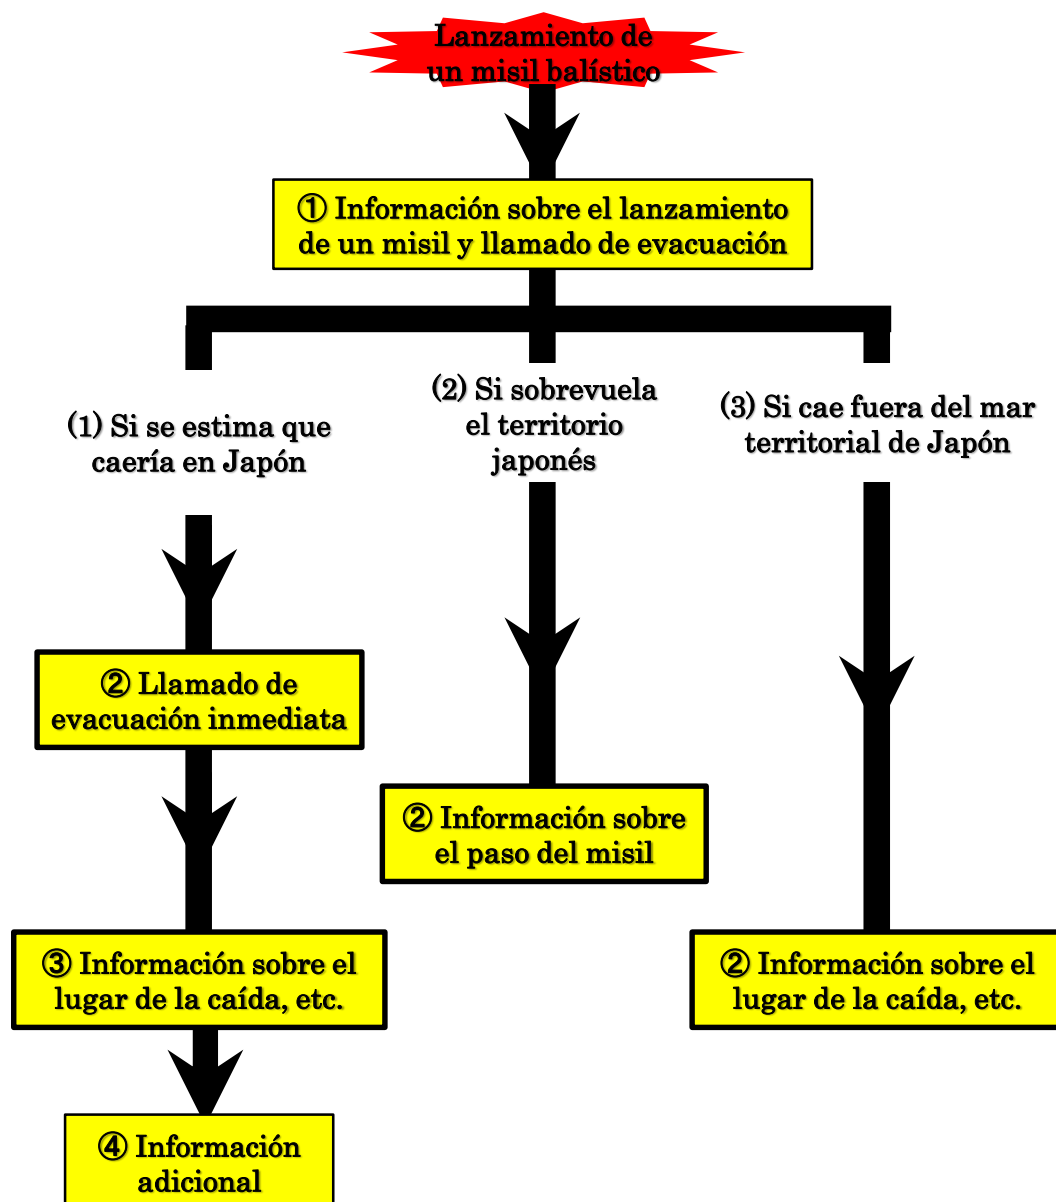 Lanzamiento de
un misil balístico
① Información sobre el lanzamiento
de un misil y llamado de evacuación
(1) Si se estima que
caería en Japón
(2) Si sobrevuela
el territorio
japonés
(3) Si cae fuera del mar
territorial de Japón
② Llamado de
evacuación inmediata
② Información sobre
el paso del misil
③ Información sobre el
lugar de la caída, etc.
② Información sobre el
lugar de la caída, etc.
④ Información
adicional